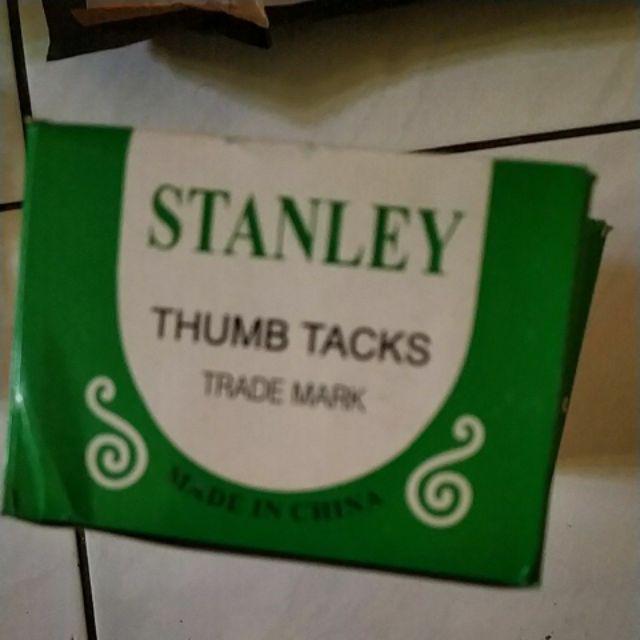 STANLEY
THUMB TACKS
TRADE MARK
MADE IN CHINA